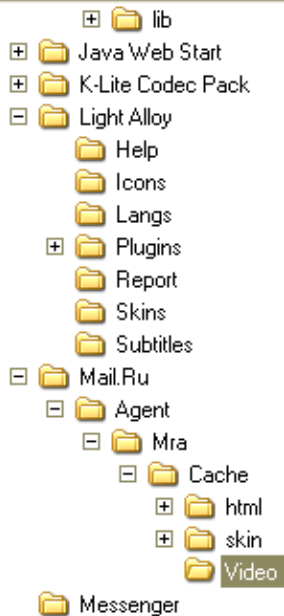 lib
Java Web Start
K-Lite Codec Pack
Light Alloy
Help
Icons
Langs
Plugins
Report
Skins
Subtitles
Mail.Ru
Agent
Mra
Cache
html
skin
Video
Messenger